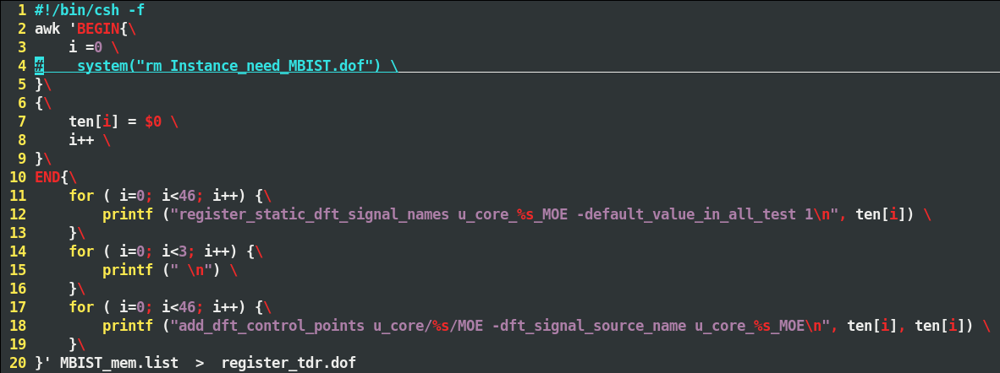 1 #!/bin/csh -f
2 awk 'BEGIN{\
3     i =0 \
4 #    system("rm Instance_need_MBIST.dof") \
5 }\
6 {\
7     ten[i] = $0 \
8     i++ \
9 }\
10 END{\
11     for ( i=0; i<46; i++) {\
12         printf ("register_static_dft_signal_names u_core_%s_MOE -default_value_in_all_test 1\n", ten[i]) \
13     }\
14     for ( i=0; i<3; i++) {\
15         printf (" \n") \
16     }\
17     for ( i=0; i<46; i++) {\
18         printf ("add_dft_control_points u_core/%s/MOE -dft_signal_source_name u_core_%s_MOE\n", ten[i], ten[i]) \
19     }\
20 }' MBIST_mem.list  >  register_tdr.dof